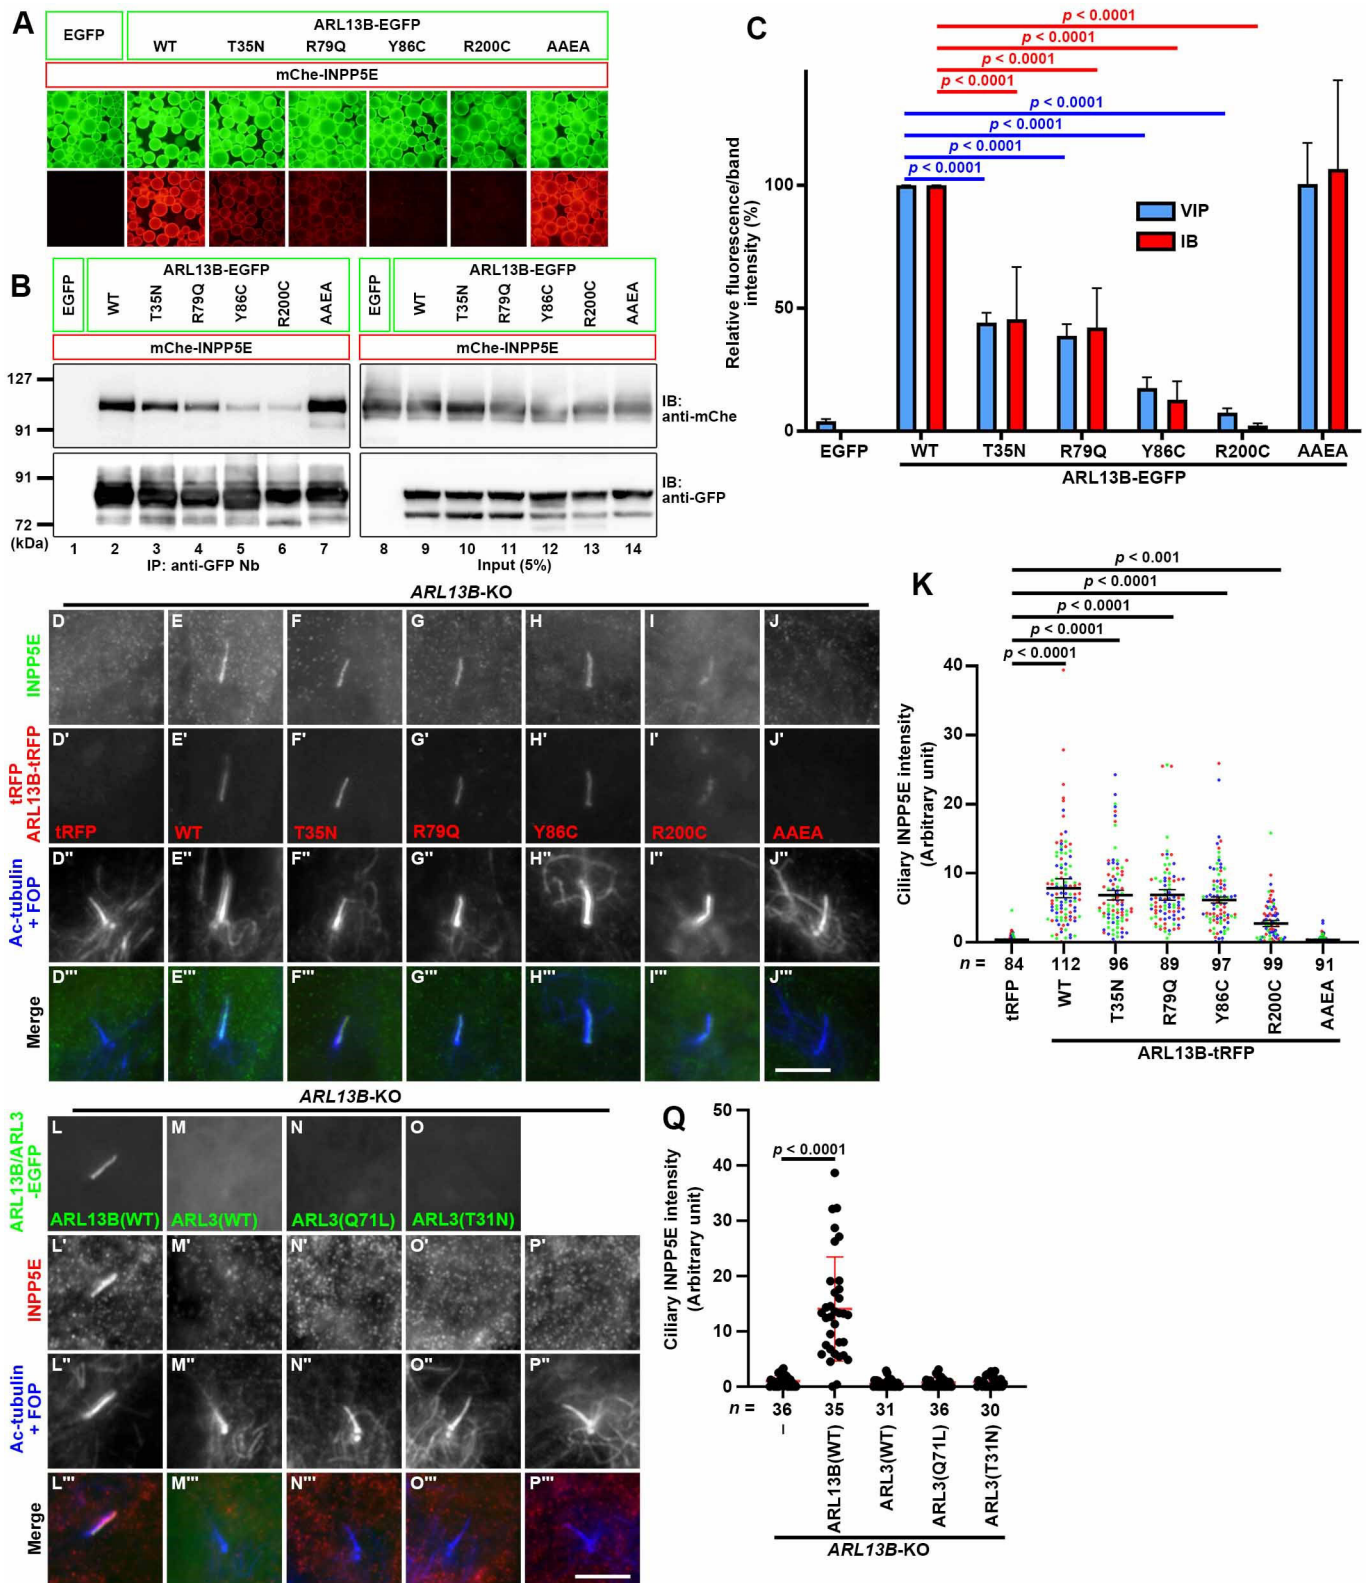 A
EGFP
ARL13B-EGFP
WT T35N R79Q Y86C R200C AAEA
mChe-INPP5E
B
EGFP
ARL13B-EGFP
WT T35N R79Q Y86C R200C AAEA
mChe-INPP5E
EGFP
ARL13B-EGFP
WT T35N R79Q Y86C R200C AAEA
mChe-INPP5E
127
91
IB:
anti-mChe
91
72
(kDa)
IB:
anti-GFP
1 2 3 4 5 6 7
IP: anti-GFP Nb
8 9 10 11 12 13 14
Input (5%)
C
p < 0.0001
p < 0.0001
p < 0.0001
p < 0.0001
p < 0.0001
p < 0.0001
p < 0.0001
p < 0.0001
Relative fluorescence/band
intensity (%)
100
50
0
VIP
IB
EGFP WT T35N R79Q Y86C R200C AAEA
ARL13B-EGFP
ARL13B-KO
INPP5E
D E F G H I J
tRFP
ARL13B-tRFP
D' E' F' G' H' I' J'
tRFP WT T35N R79Q Y86C R200C AAEA
Ac-tubulin
+ FOP
D" E" F" G" H" I" J"
Merge
D''' E''' F''' G''' H''' I''' J'''
K
p < 0.001
p < 0.0001
p < 0.0001
p < 0.0001
p < 0.0001
Ciliary INPP5E intensity
(Arbitrary unit)
40
30
20
10
0
n = 84 112 96 89 97 99 91
tRFP WT T35N R79Q Y86C R200C AAEA
ARL13B-tRFP
ARL13B-KO
ARL13B/ARL3
-EGFP
L M N O
ARL13B(WT) ARL3(WT) ARL3(Q71L) ARL3(T31N)
INPP5E
L' M' N' O' P'
Ac-tubulin
+ FOP
L" M" N" O" P"
Merge
L''' M''' N''' O''' P'''
Q
p < 0.0001
Ciliary INPP5E intensity
(Arbitrary unit)
50
40
30
20
10
0
n = 36 35 31 36 30
– ARL13B(WT) ARL3(WT) ARL3(Q71L) ARL3(T31N)
ARL13B-KO